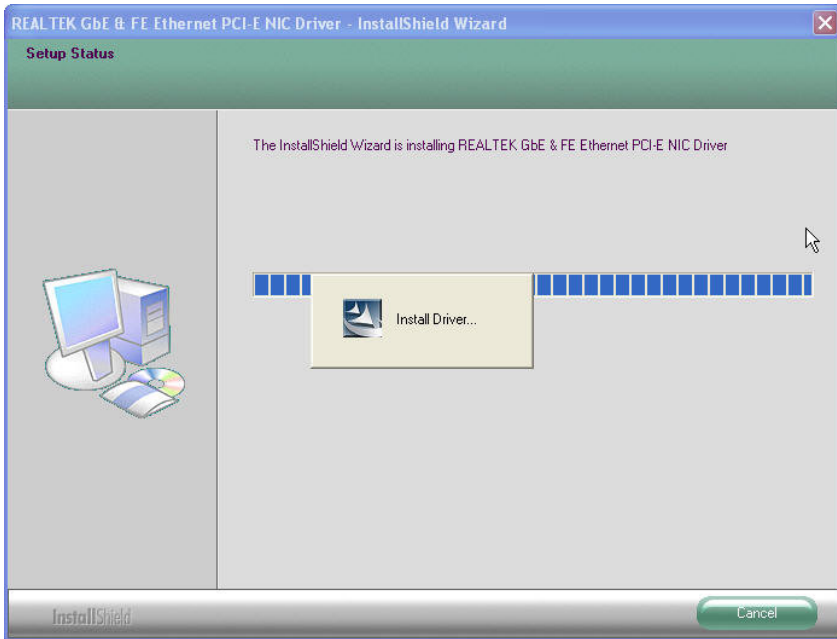 REALTEK GbE & FE Ethernet PCI-E NIC Driver - InstallShield Wizard
Setup Status
The InstallShield Wizard is installing REALTEK GbE & FE Ethernet PCI-E NIC Driver
Install Driver...
InstallShield
Cancel